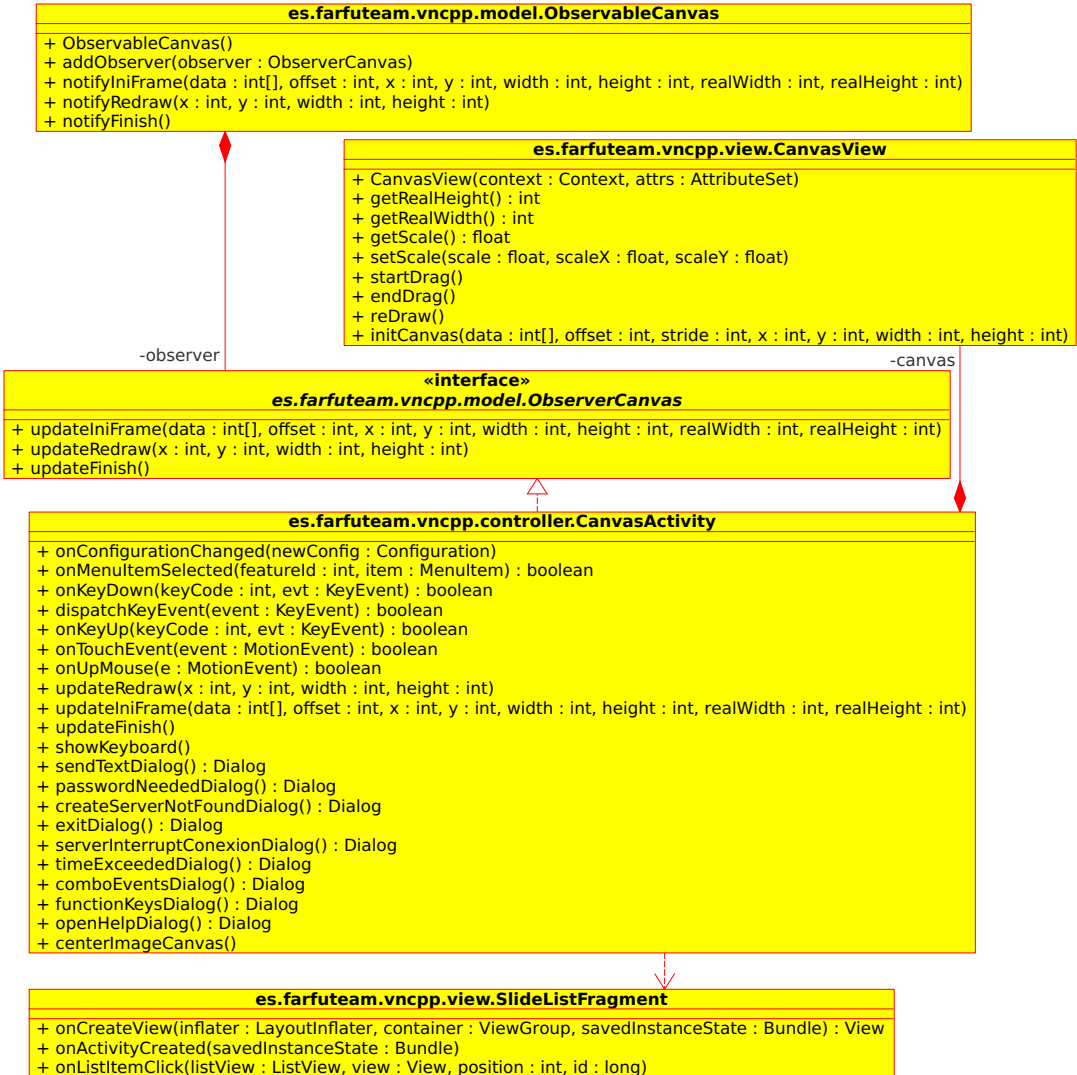 es.farfuteam.vncpp.model.ObservableCanvas
+ ObservableCanvas()
+ addObserver(observer : ObserverCanvas)
+ notifyIniFrame(data : int[], offset : int, x : int, y : int, width : int, height : int, realWidth : int, realHeight : int)
+ notifyRedraw(x : int, y : int, width : int, height : int)
+ notifyFinish()
es.farfuteam.vncpp.view.CanvasView
+ CanvasView(context : Context, attrs : AttributeSet)
+ getRealHeight() : int
+ getRealWidth() : int
+ getScale() : float
+ setScale(scale : float, scaleX : float, scaleY : float)
+ startDrag()
+ endDrag()
+ reDraw()
+ initCanvas(data : int[], offset : int, stride : int, x : int, y : int, width : int, height : int)
-observer
-canvas
«interface»
es.farfuteam.vncpp.model.ObserverCanvas
+ updateIniFrame(data : int[], offset : int, x : int, y : int, width : int, height : int, realWidth : int, realHeight : int)
+ updateRedraw(x : int, y : int, width : int, height : int)
+ updateFinish()
es.farfuteam.vncpp.controller.CanvasActivity
+ onConfigurationChanged(newConfig : Configuration)
+ onMenuItemSelected(featureId : int, item : MenuItem) : boolean
+ onKeyDown(keyCode : int, evt : KeyEvent) : boolean
+ dispatchKeyEvent(event : KeyEvent) : boolean
+ onKeyUp(keyCode : int, evt : KeyEvent) : boolean
+ onTouchEvent(event : MotionEvent) : boolean
+ onUpMouse(e : MotionEvent) : boolean
+ updateRedraw(x : int, y : int, width : int, height : int)
+ updateIniFrame(data : int[], offset : int, x : int, y : int, width : int, height : int, realWidth : int, realHeight : int)
+ updateFinish()
+ showKeyboard()
+ sendTextDialog() : Dialog
+ passwordNeededDialog() : Dialog
+ createServerNotFoundDialog() : Dialog
+ exitDialog() : Dialog
+ serverInterruptConexionDialog() : Dialog
+ timeExceededDialog() : Dialog
+ comboEventsDialog() : Dialog
+ functionKeysDialog() : Dialog
+ openHelpDialog() : Dialog
+ centerImageCanvas()
es.farfuteam.vncpp.view.SlideListFragment
+ onCreateView(inflater : LayoutInflater, container : ViewGroup, savedInstanceState : Bundle) : View
+ onActivityCreated(savedInstanceState : Bundle)
+ onListItemClick(listView : ListView, view : View, position : int, id : long)